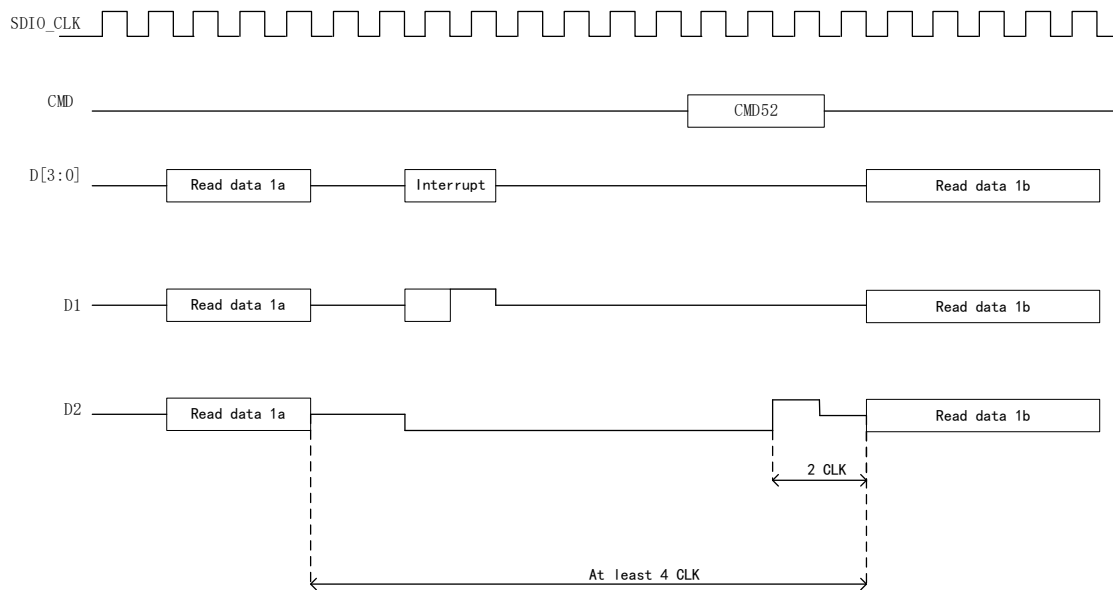 SDIO_CLK
CMD
CMD52
D[3:0]
Read data 1a
Interrupt
Read data 1b
D1
Read data 1a
Read data 1b
D2
Read data 1a
Read data 1b
2 CLK
At least 4 CLK